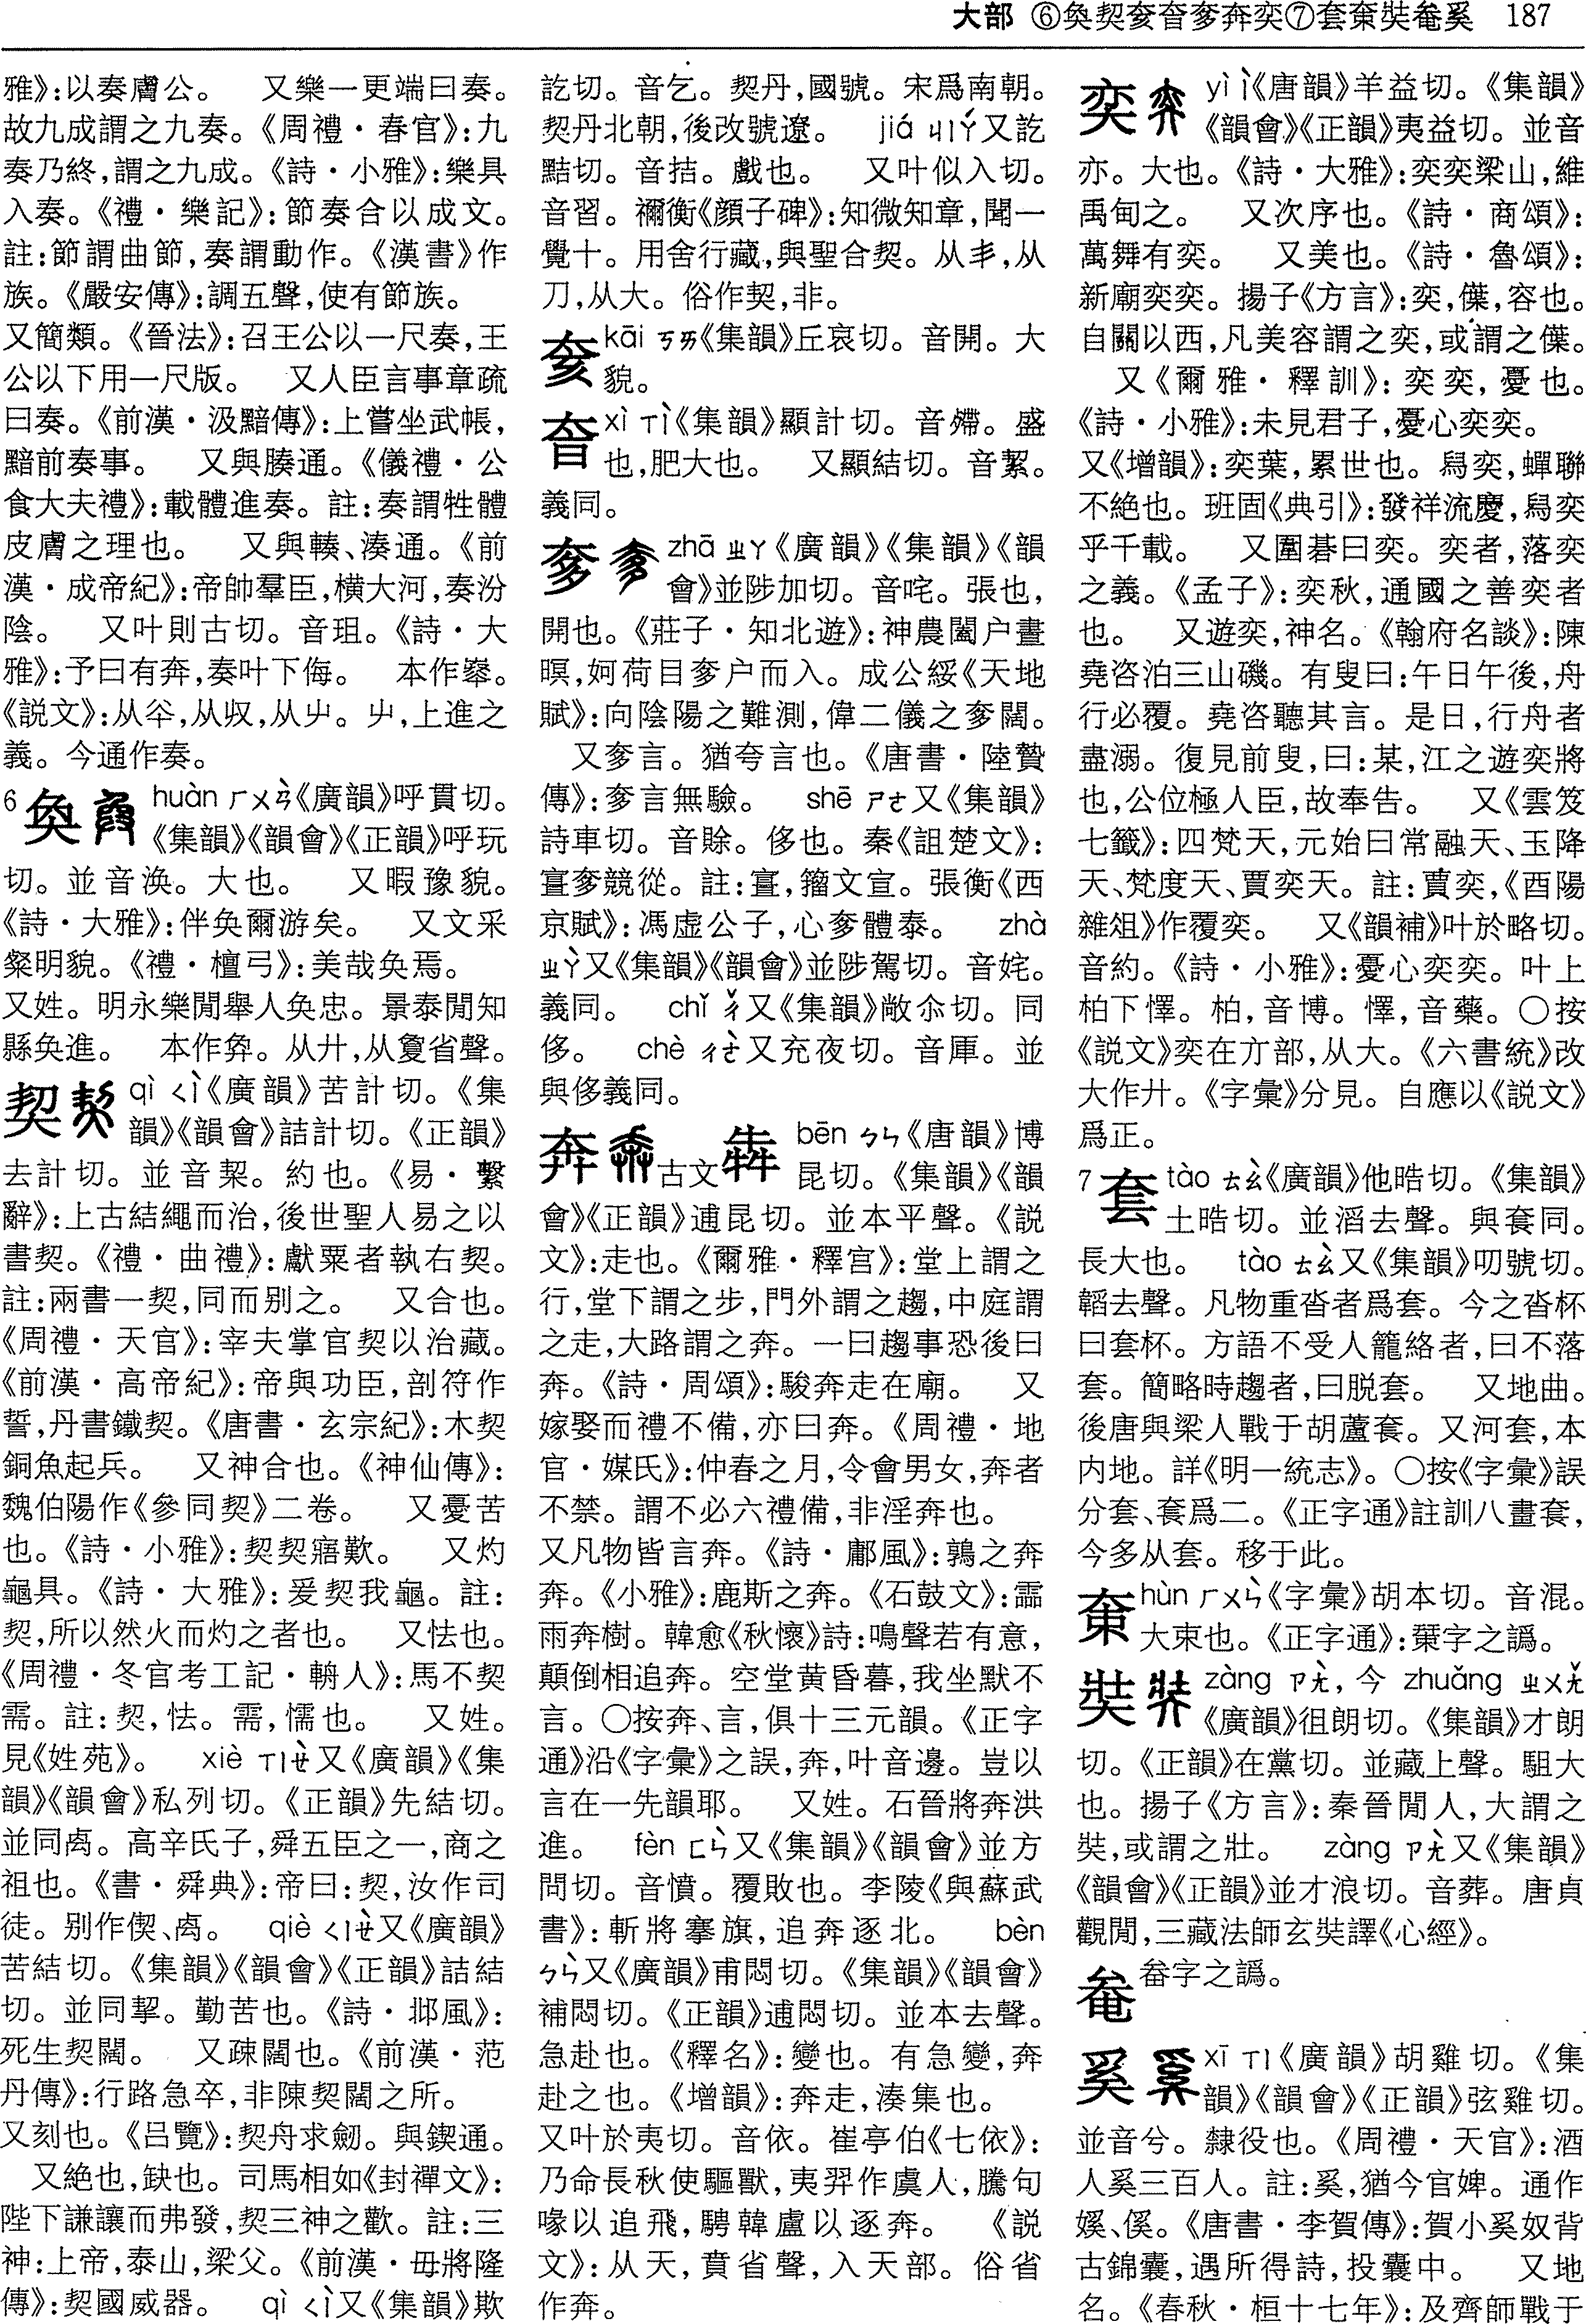 大部 ⑥奐契奒奓奔奕⑦套奘奚 187
雅》:以奏膚公。 又樂一更端曰奏。
故九成謂之九奏。《周禮·春官》:九
奏乃終,謂之九成。《詩·小雅》:樂具
入奏。《禮·樂記》:節奏合以成文。
註:節謂曲節,奏謂動作。《漢書》作
族。《嚴安傳》:調五聲,使有節族。
又簡類。《晉法》:召王公以一尺奏,王
公以下用一尺版。 又人臣言事章疏
曰奏。《前漢·汲黯傳》:上嘗坐武帳,
黯前奏事。 又與腠通。《儀禮·公
食大夫禮》:載體進奏。註:奏謂牲體
皮膚之理也。 又與輳、湊通。《前
漢·成帝紀》:帝帥羣臣,橫大河,奏汾
陰。 又叶則古切。音珇。《詩·大
雅》:予曰有奔,奏叶下侮。 本作𡴝。
《説文》:从𠦍,从𠬞,从屮。屮,上進之
義。今通作奏。
6 奐 huàn ㄏㄨㄢˋ《廣韻》呼貫切。
《集韻》《韻會》《正韻》呼玩
切。並音渙。大也。 又暇豫貌。
《詩·大雅》:伴奐爾游矣。 又文采
粲明貌。《禮·檀弓》:美哉奐焉。
又姓。明永樂閒舉人奐忠。景泰閒知
縣奐進。 本作𢍰。从廾,从敻省聲。
契 qì ㄑㄧˋ《廣韻》苦計切。《集
韻》《韻會》詰計切。《正韻》
去計切。並音栔。約也。《易·繫
辭》:上古結繩而治,後世聖人易之以
書契。《禮·曲禮》:獻粟者執右契。
註:兩書一契,同而别之。 又合也。
《周禮·天官》:宰夫掌官契以治藏。
《前漢·高帝紀》:帝與功臣,剖符作
誓,丹書鐵契。《唐書·玄宗紀》:木契
銅魚起兵。 又神合也。《神仙傳》:
魏伯陽作《參同契》二卷。 又憂苦
也。《詩·小雅》:契契寤歎。 又灼
龜具。《詩·大雅》:爰契我龜。註:
契,所以然火而灼之者也。 又怯也。
《周禮·冬官考工記·輈人》:馬不契
需。註:契,怯。需,懦也。 又姓。
見《姓苑》。 xiè ㄒㄧㄝˋ又《廣韻》《集
韻》《韻會》私列切。《正韻》先結切。
並同卨。高辛氏子,舜五臣之一,商之
祖也。《書·舜典》:帝曰:契,汝作司
徒。别作偰、卨。 qiè ㄑㄧㄝˋ又《廣韻》
苦結切。《集韻》《韻會》《正韻》詰結
切。並同挈。勤苦也。《詩·邶風》:
死生契闊。 又疎闊也。《前漢·范
丹傳》:行路急卒,非陳契闊之所。
又刻也。《吕覽》:契舟求劒。與鍥通。
又絶也,缺也。司馬相如《封禪文》:
陛下謙讓而弗發,契三神之歡。註:三
神:上帝,泰山,梁父。《前漢·毋將隆
傳》:契國威器。 qì ㄑㄧˋ又《集韻》欺
訖切。音乞。契丹,國號。宋爲南朝。
契丹北朝,後改號遼。 jiá ㄐㄧㄚˊ又訖
黠切。音拮。戲也。 又叶似入切。
音習。禰衡《顔子碑》:知微知章,聞一
覺十。用舍行藏,與聖合契。从丯,从
刀,从大。俗作契,非。
奒 kāi ㄎㄞ《集韻》丘哀切。音開。大
貌。
㚛 xì ㄒㄧˋ《集韻》顯計切。音㾹。盛
也,肥大也。 又顯結切。音絜。
義同。
奓 zhā ㄓㄚ《廣韻》《集韻》《韻
會》並陟加切。音咤。張也,
開也。《莊子·知北遊》:神農闔户晝
暝,妸荷目奓户而入。成公綏《天地
賦》:向陰陽之難測,偉二儀之奓闊。
又奓言。猶夸言也。《唐書·陸贄
傳》:奓言無驗。 shē ㄕㄜ又《集韻》
詩車切。音賒。侈也。秦《詛楚文》:
𡩀奓競從。註:𡩀,籀文宣。張衡《西
京賦》:馮虛公子,心奓體泰。 zhà
ㄓㄚˋ又《集韻》《韻會》並陟駕切。音姹。
義同。 chǐ ㄔˇ又《集韻》敞尒切。同
侈。 chè ㄔㄜˋ又充夜切。音厙。並
與侈義同。
奔 古文 犇 bēn ㄅㄣ《唐韻》博
昆切。《集韻》《韻
會》《正韻》逋昆切。並本平聲。《説
文》:走也。《爾雅·釋宫》:堂上謂之
行,堂下謂之步,門外謂之趨,中庭謂
之走,大路謂之奔。一曰趨事恐後曰
奔。《詩·周頌》:駿奔走在廟。 又
嫁娶而禮不備,亦曰奔。《周禮·地
官·媒氏》:仲春之月,令會男女,奔者
不禁。謂不必六禮備,非淫奔也。
又凡物皆言奔。《詩·鄘風》:鶉之奔
奔。《小雅》:鹿斯之奔。《石鼓文》:霝
雨奔樹。韓愈《秋懷》詩:鳴聲若有意,
顛倒相追奔。空堂黄昏暮,我坐默不
言。○按奔、言,俱十三元韻。《正字
通》沿《字彙》之誤,奔,叶音邊。豈以
言在一先韻耶。 又姓。石晉將奔洪
進。 fèn ㄈㄣˋ又《集韻》《韻會》並方
問切。音僨。覆敗也。李陵《與蘇武
書》:斬將搴旗,追奔逐北。 bèn
ㄅㄣˋ又《廣韻》甫悶切。《集韻》《韻會》
補悶切。《正韻》逋悶切。並本去聲。
急赴也。《釋名》:變也。有急變,奔
赴之也。《增韻》:奔走,湊集也。
又叶於夷切。音依。崔亭伯《七依》:
乃命長秋使驅獸,夷羿作虞人,騰句
喙以追飛,騁韓盧以逐奔。 《説
文》:从夭,賁省聲,入夭部。俗省
作奔。
奕 yì ㄧˋ《唐韻》羊益切。《集韻》
《韻會》《正韻》夷益切。並音
亦。大也。《詩·大雅》:奕奕梁山,維
禹甸之。 又次序也。《詩·商頌》:
萬舞有奕。 又美也。《詩·魯頌》:
新廟奕奕。揚子《方言》:奕,僷,容也。
自關以西,凡美容謂之奕,或謂之僷。
又《爾雅·釋訓》:奕奕,憂也。
《詩·小雅》:未見君子,憂心奕奕。
又《增韻》:奕葉,累世也。舄奕,蟬聯
不絶也。班固《典引》:發祥流慶,舄奕
乎千載。 又圍碁曰奕。奕者,落奕
之義。《孟子》:奕秋,通國之善奕者
也。 又遊奕,神名。《翰府名談》:陳
堯咨泊三山磯。有叟曰:午日午後,舟
行必覆。堯咨聽其言。是日,行舟者
盡溺。復見前叟,曰:某,江之遊奕將
也,公位極人臣,故奉告。 又《雲笈
七籤》:四梵天,元始曰常融天、玉降
天、梵度天、賈奕天。註:賣奕,《酉陽
雜俎》作覆奕。 又《韻補》叶於略切。
音約。《詩·小雅》:憂心奕奕。叶上
柏下懌。柏,音博。懌,音藥。○按
《説文》奕在亣部,从大。《六書統》改
大作廾。《字彙》分見。自應以《説文》
爲正。
7 套 tào ㄊㄠˋ《廣韻》他晧切。《集韻》
土晧切。並滔去聲。與套同。
長大也。 tào ㄊㄠˋ又《集韻》叨號切。
韜去聲。凡物重沓者爲套。今之沓杯
曰套杯。方語不受人籠絡者,曰不落
套。簡略時趨者,曰脱套。 又地曲。
後唐與梁人戰于胡蘆套。又河套,本
内地。詳《明一統志》。○按《字彙》誤
分套、套爲二。《正字通》註訓八畫套,
今多从套。移于此。
hùn ㄏㄨㄣˋ《字彙》胡本切。音混。
大束也。《正字通》:字之譌。
奘 zàng ㄗㄤˋ,今 zhuǎng ㄓㄨㄤˇ
《廣韻》徂朗切。《集韻》才朗
切。《正韻》在黨切。並藏上聲。駔大
也。揚子《方言》:秦晉閒人,大謂之
奘,或謂之壯。 zàng ㄗㄤˋ又《集韻》
《韻會》《正韻》並才浪切。音葬。唐貞
觀閒,三藏法師玄奘譯《心經》。
字之譌。
奚 xī ㄒㄧ《廣韻》胡雞切。《集
韻》《韻會》《正韻》弦雞切。
並音兮。隸役也。《周禮·天官》:酒
人奚三百人。註:奚,猶今官婢。通作
㜎、傒。《唐書·李賀傳》:賀小奚奴背
古錦囊,遇所得詩,投囊中。 又地
名。《春秋·桓十七年》:及齊師戰于